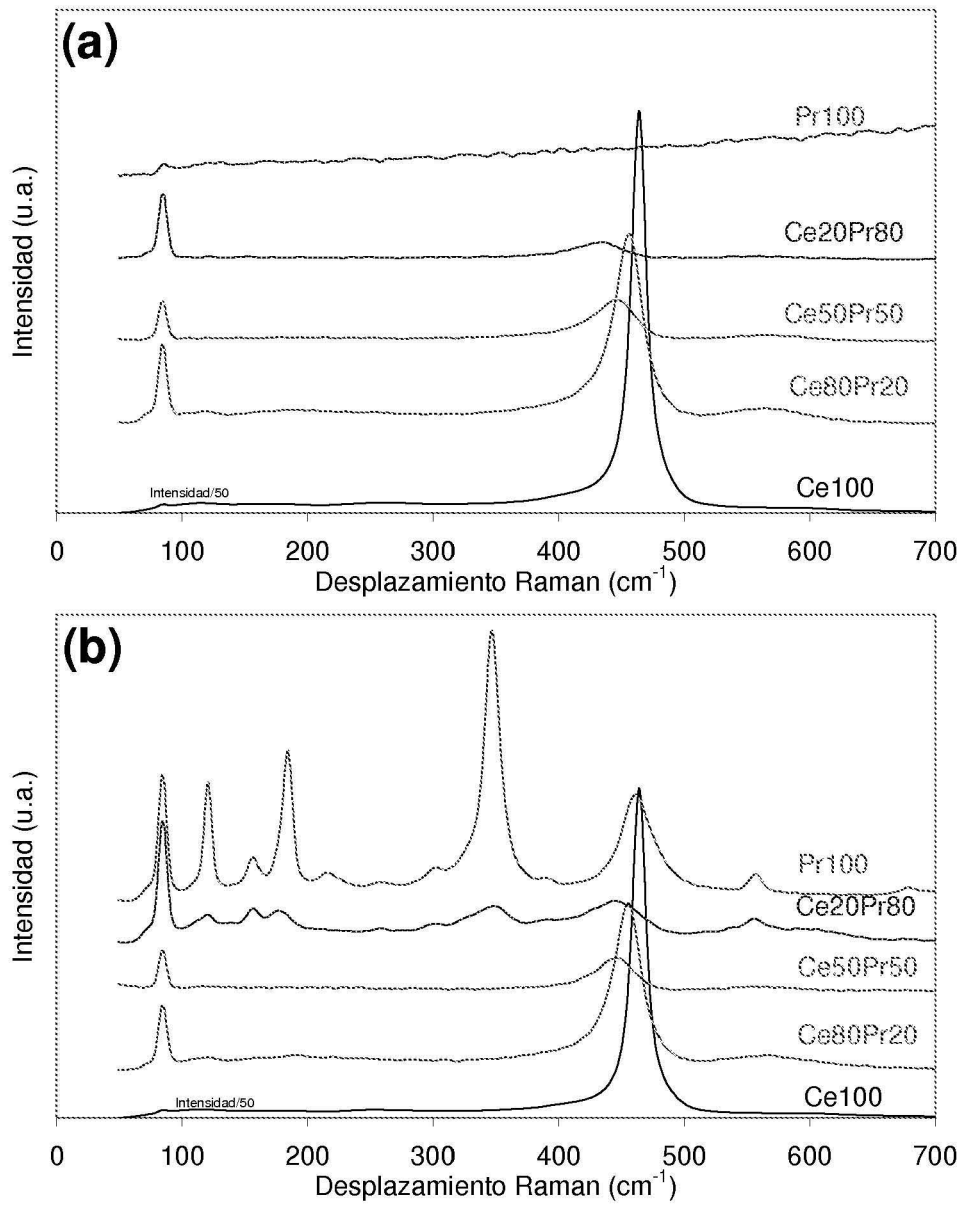 (a)
Pr100
Ce20Pr80
Ce50Pr50
Ce80Pr20
Intensidad/50
Ce100
Intensidad (u.a.)
0 100 200 300 400 500 600 700
Desplazamiento Raman (cm⁻¹)
(b)
Pr100
Ce20Pr80
Ce50Pr50
Ce80Pr20
Intensidad/50
Ce100
Intensidad (u.a.)
0 100 200 300 400 500 600 700
Desplazamiento Raman (cm⁻¹)